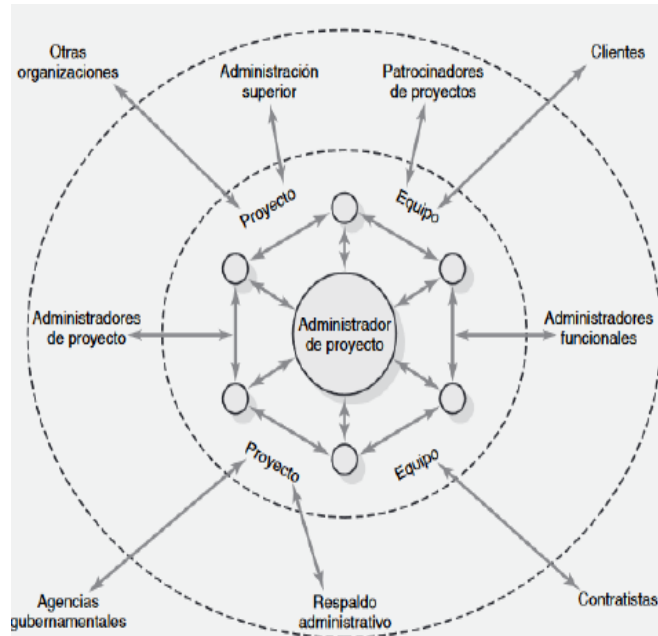 Otras
organizaciones
Administración
superior
Patrocinadores
de proyectos
Clientes
Proyecto
Equipo
Administradores
de proyecto
Administrador
de proyecto
Administradores
funcionales
Proyecto
Equipo
Agencias
gubernamentales
Respaldo
administrativo
Contratistas